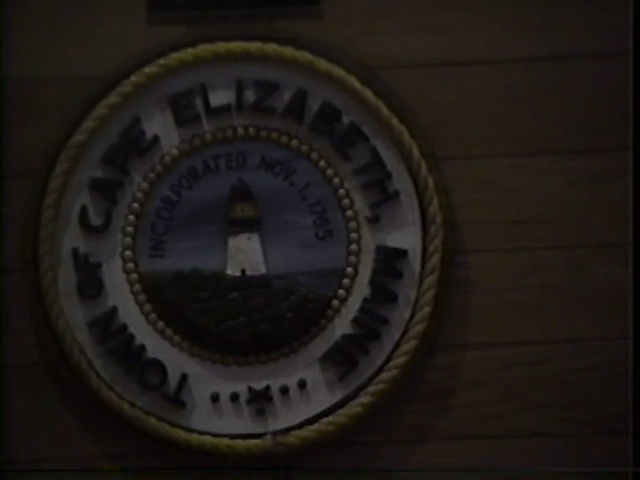 TOWN OF CAPE ELIZABETH, MAINE
INCORPORATED NOV. 1, 1765